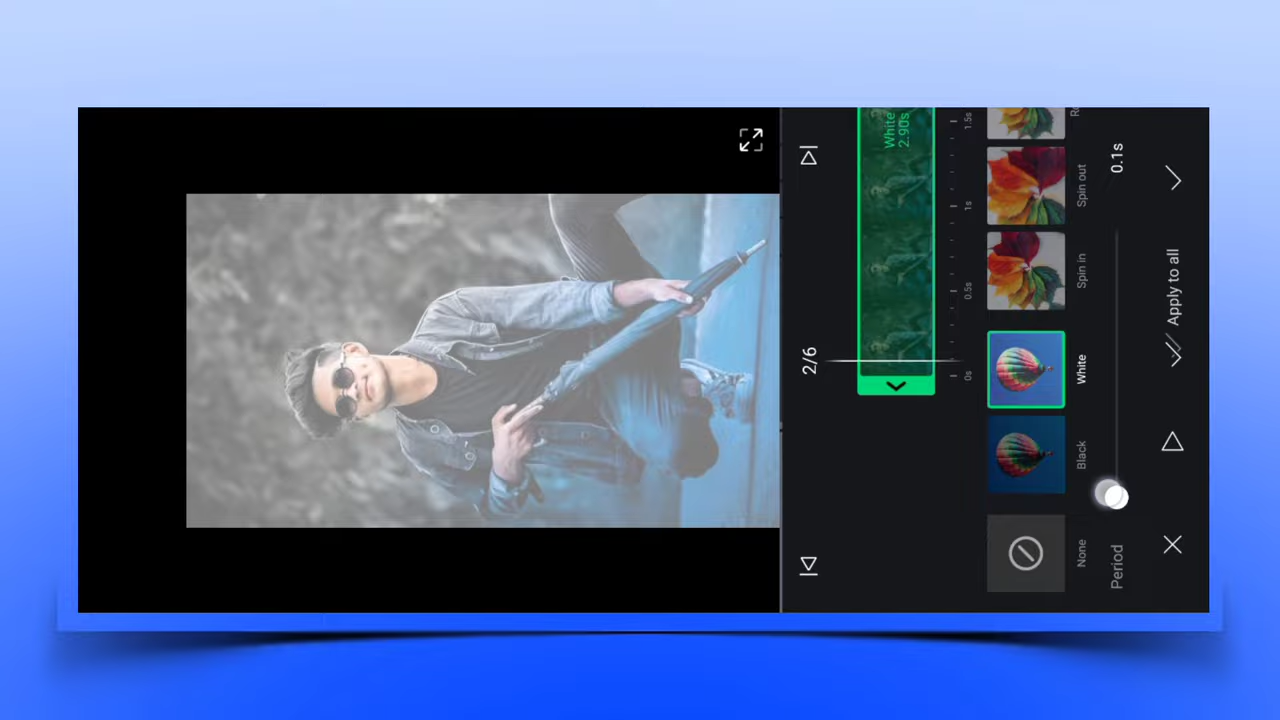 2/6
White
2.90s
0s
0.5s
1s
1.5s
None
Black
White
Spin in
Spin out
Period
0.1s
Apply to all